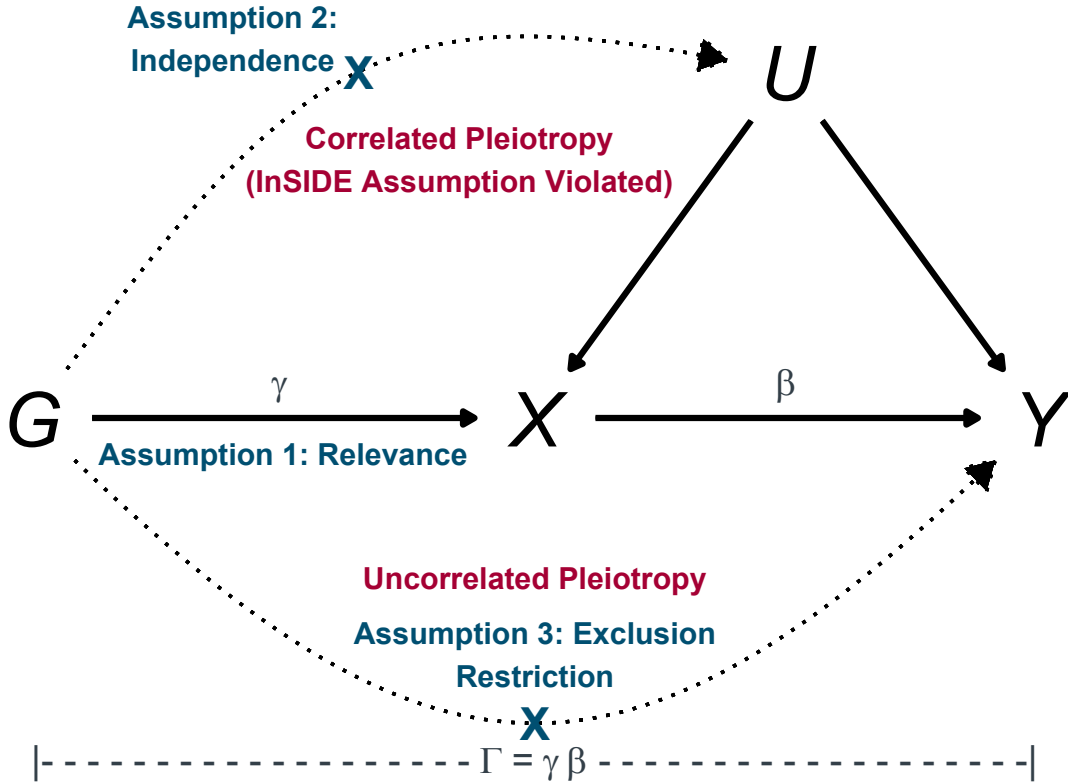 Assumption 2:
Independence
X
U
Correlated Pleiotropy
(InSIDE Assumption Violated)
γ
β
G
X
Y
Assumption 1: Relevance
Uncorrelated Pleiotropy
Assumption 3: Exclusion
Restriction
X
Γ = γ β